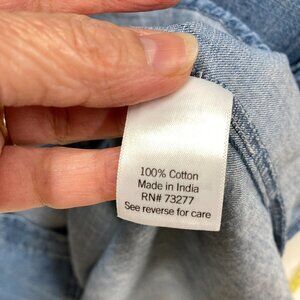 100% Cotton
Made in India
RN# 73277
See reverse for care